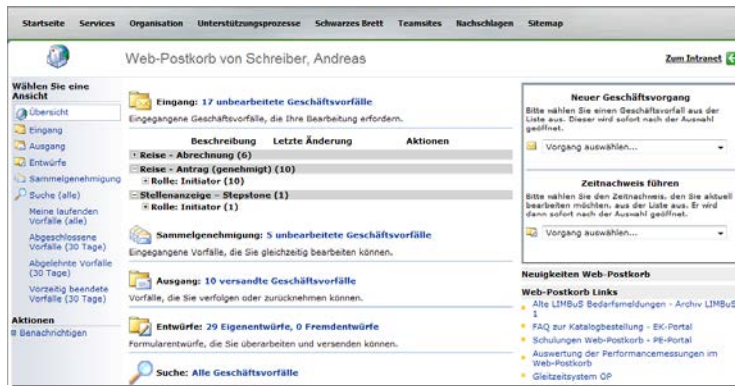 Startseite Services Organisation Unterstützungsprozesse Schwarzes Brett Teamsites Nachschlagen Sitemap
Web-Postkorb von Schreiber, Andreas
Zum Intranet
Wählen Sie eine
Ansicht
Übersicht
Eingang
Ausgang
Entwürfe
Sammelgenehmigung
Suche (alle)
Meine laufenden
Vorfälle (alle)
Abgeschlossene
Vorfälle (30 Tage)
Abgelehnte Vorfälle
(30 Tage)
Vorzeitig beendete
Vorfälle (30 Tage)
Aktionen
Benachrichtigen
Eingang: 17 unbearbeitete Geschäftsvorfälle
Eingegangene Geschäftsvorfälle, die Ihre Bearbeitung erfordern.
Beschreibung Letzte Änderung Aktionen
Reise - Abrechnung (6)
Reise - Antrag (genehmigt) (10)
Rolle: Initiator (10)
Stellenanzeige - Stepstone (1)
Rolle: Initiator (1)
Sammelgenehmigung: 5 unbearbeitete Geschäftsvorfälle
Eingegangene Vorfälle, die Sie gleichzeitig bearbeiten können.
Ausgang: 10 versandte Geschäftsvorfälle
Vorfälle, die Sie verfolgen oder zurücknehmen können.
Entwürfe: 29 Eigenentwürfe, 0 Fremdentwürfe
Formularentwürfe, die Sie überarbeiten und versenden können.
Suche: Alle Geschäftsvorfälle
Neuer Geschäftsvorgang
Bitte wählen Sie einen Geschäftsvorfall aus der
Liste aus. Dieser wird sofort nach der Auswahl
geöffnet.
Vorgang auswählen...
Zeitnachweis führen
Bitte wählen Sie den Zeitnachweis, den Sie aktuell
bearbeiten möchten, aus der Liste aus. Er wird
dann sofort nach der Auswahl geöffnet.
Vorgang auswählen...
Neuigkeiten Web-Postkorb
Web-Postkorb Links
Alte LIMBuS Bedarfsmeldungen - Archiv LIMBuS
1
FAQ zur Katalogbestellung - EK-Portal
Schulungen Web-Postkorb - PE-Portal
Auswertung der Performancemessungen im
Web-Postkorb
Gleitzeitsystem OP